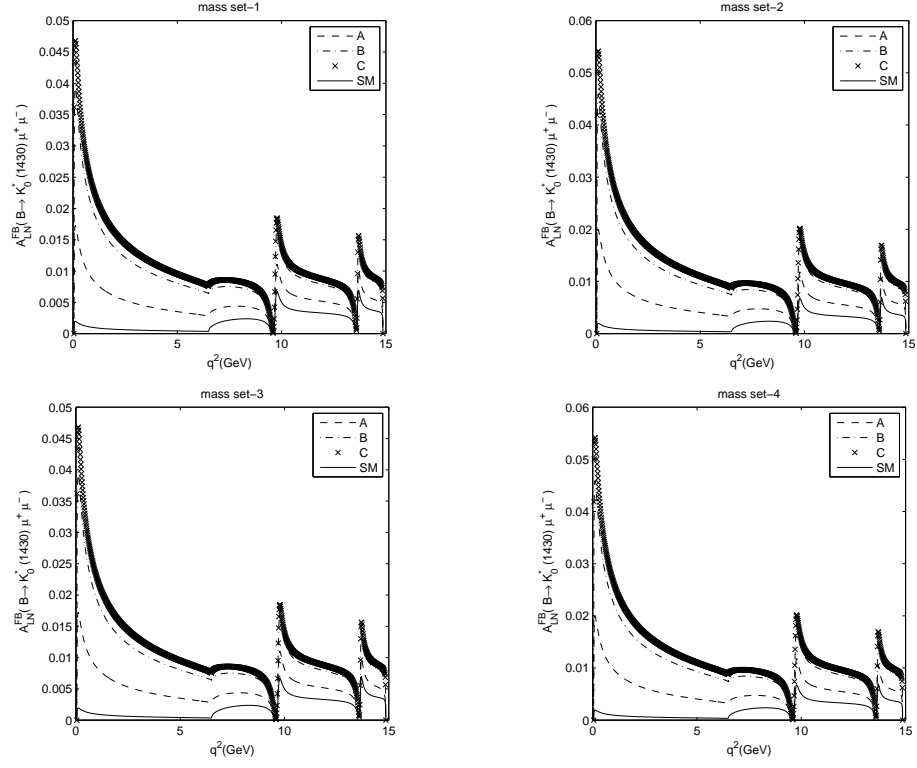 mass set−1
0.05
0.045
0.04
0.035
0.03
0.025
0.02
0.015
0.01
0.005
0
0
5
10
15
q²(GeV)
A_LN^FB( B→ K_0^* (1430) μ⁺ μ⁻)
A
B
C
SM
mass set−2
0.06
0.05
0.04
0.03
0.02
0.01
0
0
5
10
15
q²(GeV)
A_LN^FB( B→ K_0^* (1430) μ⁺ μ⁻)
A
B
C
SM
mass set−3
0.05
0.045
0.04
0.035
0.03
0.025
0.02
0.015
0.01
0.005
0
0
5
10
15
q²(GeV)
A_LN^FB( B→ K_0^* (1430) μ⁺ μ⁻)
A
B
C
SM
mass set−4
0.06
0.05
0.04
0.03
0.02
0.01
0
0
5
10
15
q²(GeV)
A_LN^FB( B→ K_0^* (1430) μ⁺ μ⁻)
A
B
C
SM